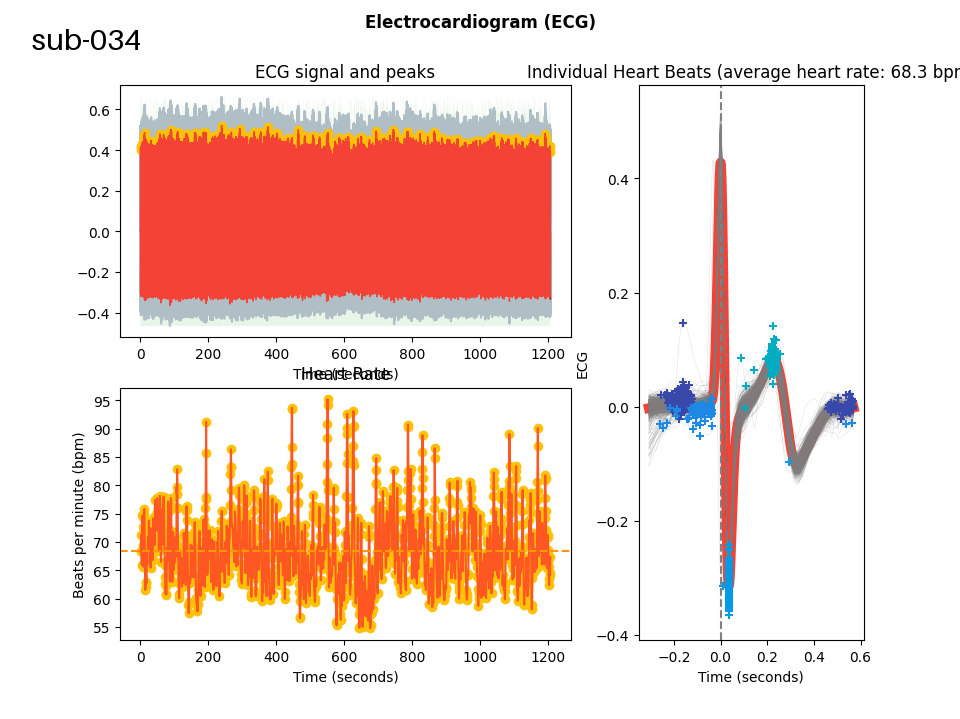 Electrocardiogram (ECG)
sub-034
ECG signal and peaks
0.6
0.4
0.2
0.0
−0.2
−0.4
0 200 400 600 800 1000 1200
Time (seconds)
Heart Rate
Beats per minute (bpm)
95
90
85
80
75
70
65
60
55
0 200 400 600 800 1000 1200
Time (seconds)
Individual Heart Beats (average heart rate: 68.3 bpm
ECG
0.4
0.2
0.0
−0.2
−0.4
−0.2 0.0 0.2 0.4 0.6
Time (seconds)